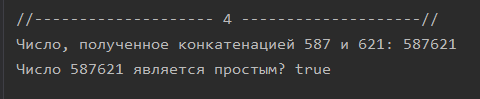 //-------------------- 4 --------------------//
Число, полученное конкатенацией 587 и 621: 587621
Число 587621 является простым? true